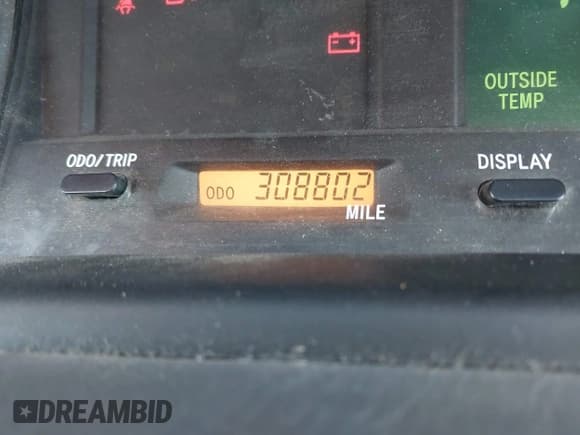 OUTSIDE
TEMP
ODO/TRIP
ODO 308802
MILE
DISPLAY
DREAMBID